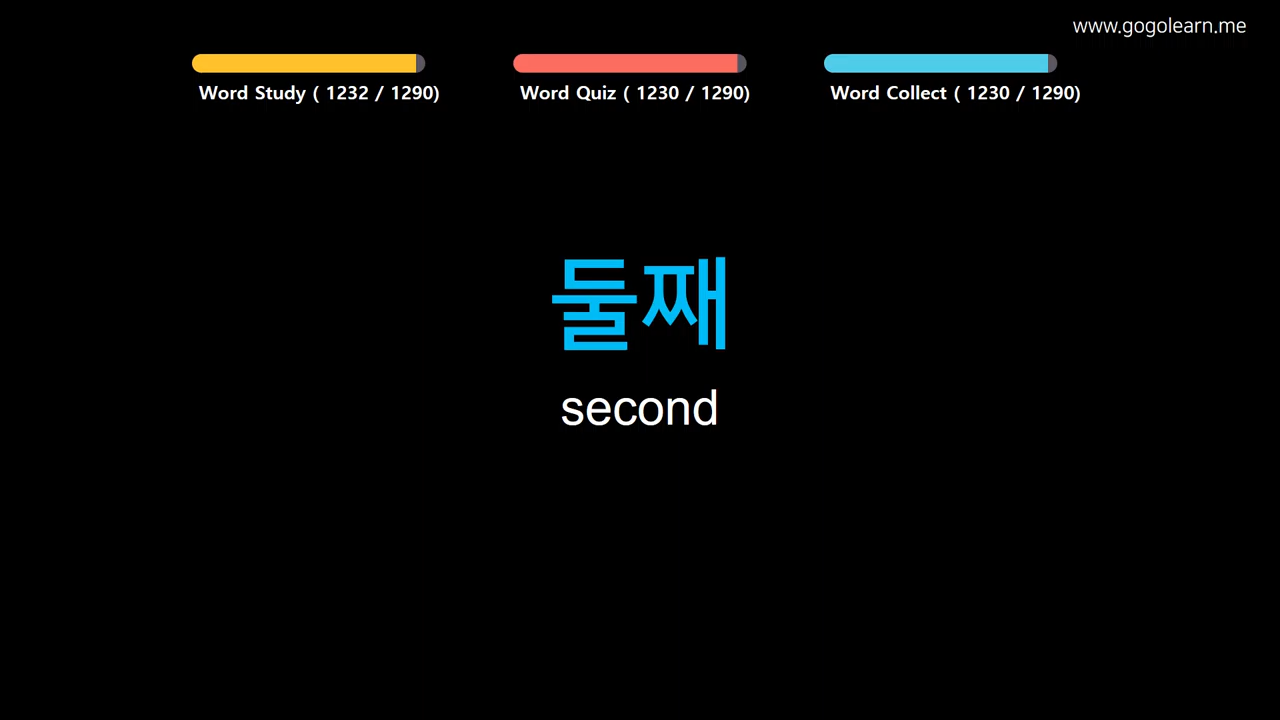 www.gogolearn.me
Word Study ( 1232 / 1290)
Word Quiz ( 1230 / 1290)
Word Collect ( 1230 / 1290)
둘째
second